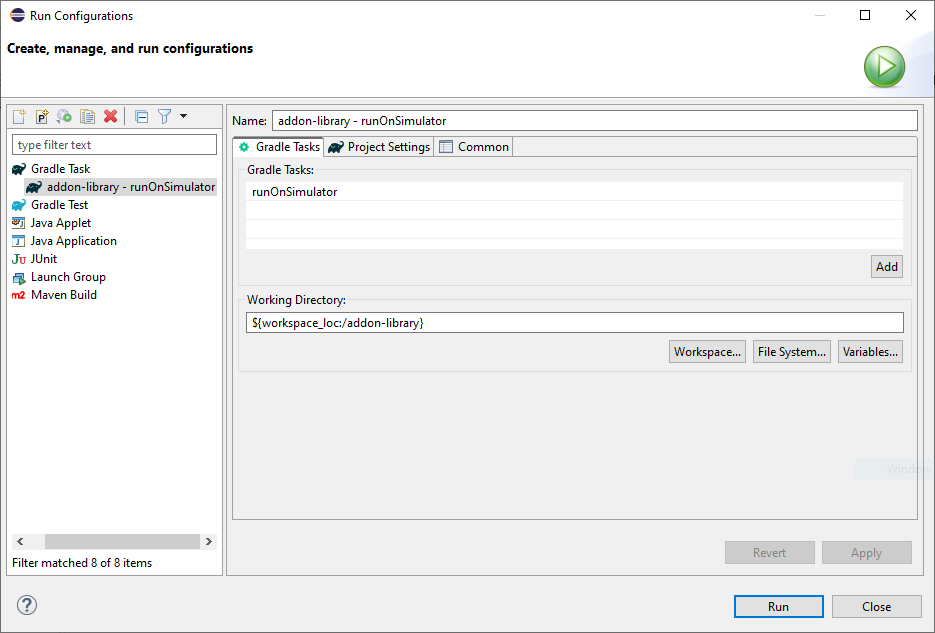 Run Configurations
Create, manage, and run configurations
P
type filter text
Gradle Task
addon-library - runOnSimulator
Gradle Test
Java Applet
Java Application
JU JUnit
Launch Group
m2 Maven Build
Filter matched 8 of 8 items
Name: addon-library - runOnSimulator
Gradle Tasks Project Settings Common
Gradle Tasks:
runOnSimulator
Add
Working Directory:
${workspace_loc:/addon-library}
Workspace... File System... Variables...
Window
Revert Apply
?
Run Close